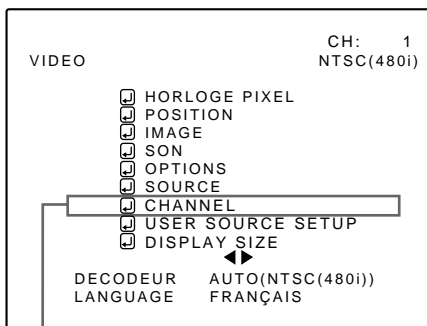 CH: 1
VIDEO NTSC(480i)
HORLOGE PIXEL
POSITION
IMAGE
SON
OPTIONS
SOURCE
CHANNEL
USER SOURCE SETUP
DISPLAY SIZE
DECODEUR AUTO(NTSC(480i))
LANGUAGE FRANÇAIS